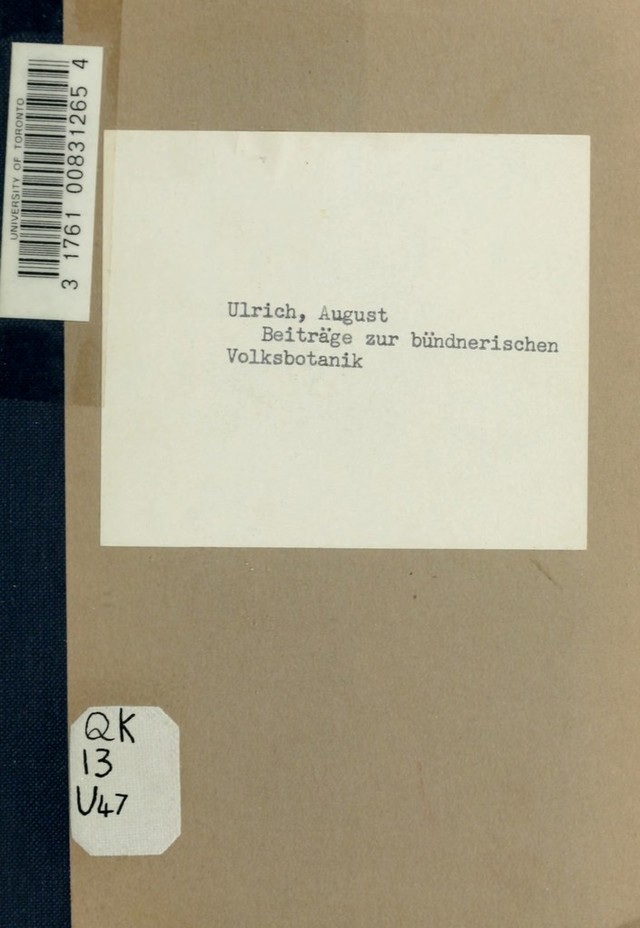 UNIVERSITY OF TORONTO
3 1761 00831265 4
Ulrich, August
Beiträge zur bündnerischen
Volksbotanik
QK
13
U47